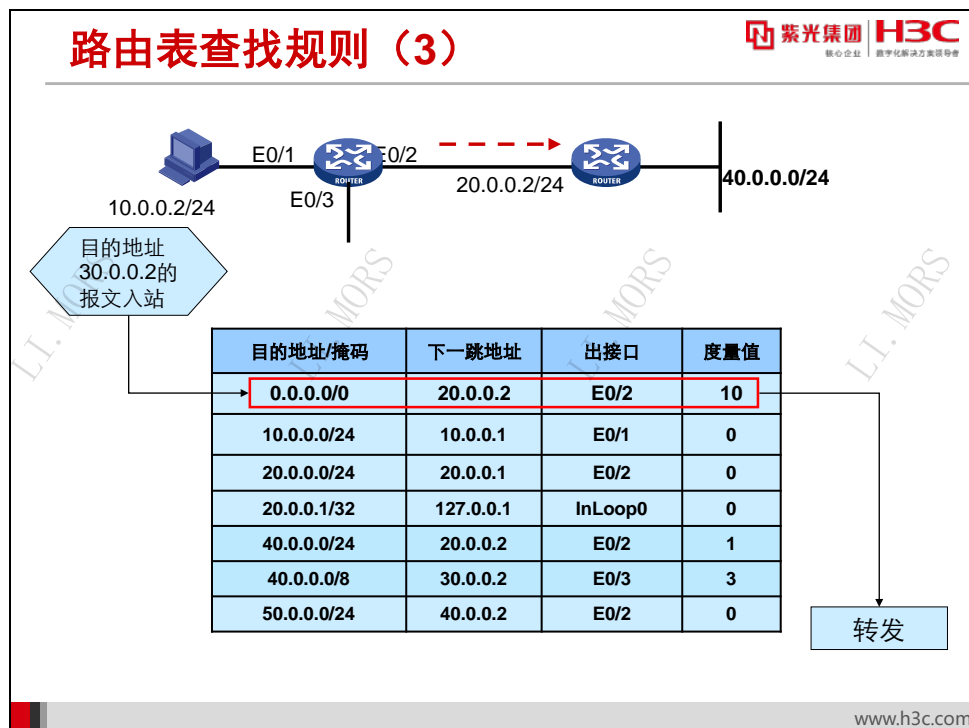 路由表查找规则（3）
紫光集团 H3C
核心企业 数字化解决方案领导者
E0/1
E0/2
ROUTER
ROUTER
20.0.0.2/24
40.0.0.0/24
E0/3
10.0.0.2/24
目的地址
30.0.0.2的
报文入站
LI. MORS
LI. MORS
LI. MORS
目的地址/掩码 下一跳地址 出接口 度量值
0.0.0.0/0 20.0.0.2 E0/2 10
10.0.0.0/24 10.0.0.1 E0/1 0
20.0.0.0/24 20.0.0.1 E0/2 0
20.0.0.1/32 127.0.0.1 InLoop0 0
40.0.0.0/24 20.0.0.2 E0/2 1
40.0.0.0/8 30.0.0.2 E0/3 3
50.0.0.0/24 40.0.0.2 E0/2 0
转发
www.h3c.com